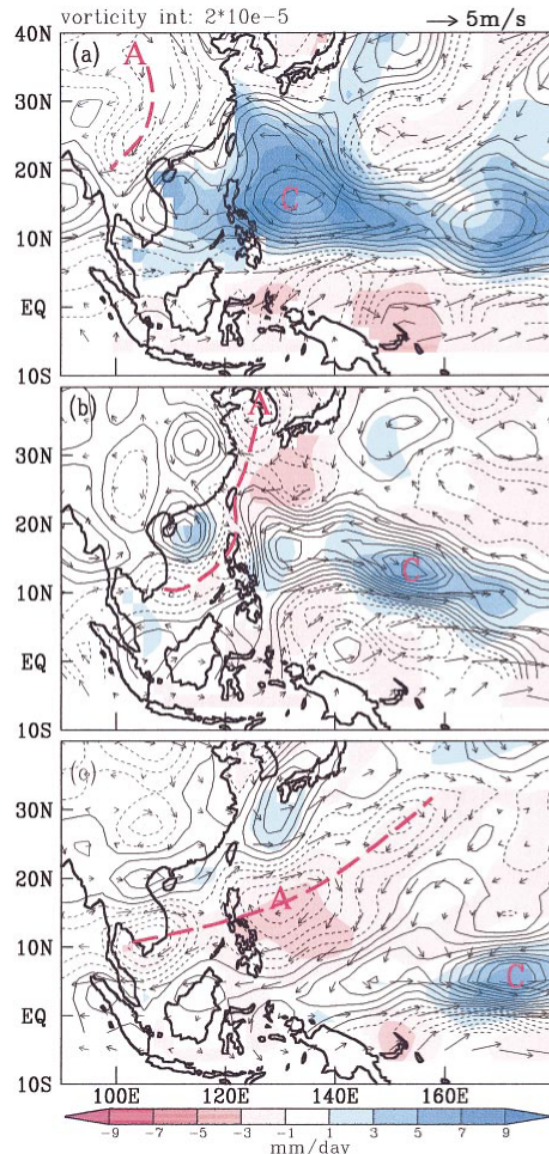 vorticity int: 2*10e-5 5m/s
40N (a) A
30N
20N
C
10N
EQ
10S
(b) A
30N
20N
C
10N
EQ
10S
(c)
30N
20N
A
10N
C
EQ
10S
100E 120E 140E 160E
-9 -7 -5 -3 -1 1 3 5 7 9
mm/day